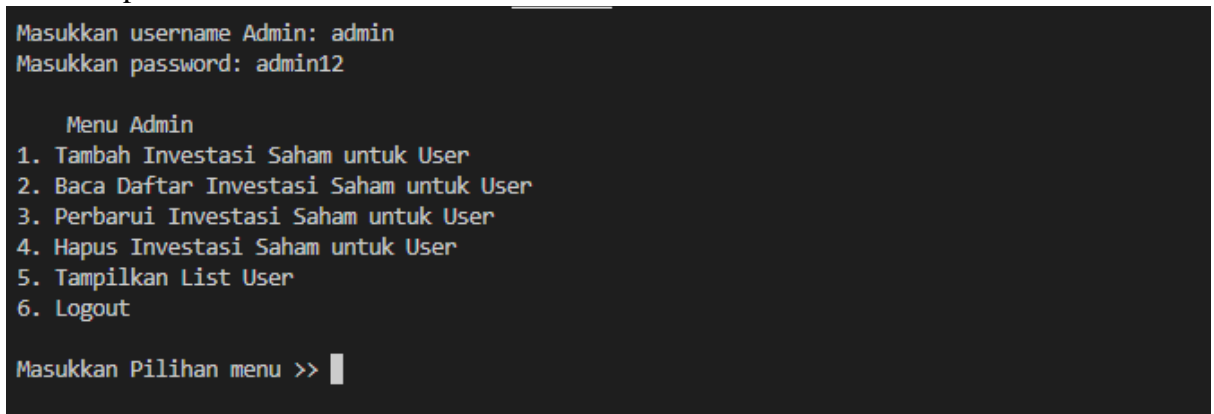 Masukkan username Admin: admin
Masukkan password: admin12
Menu Admin
1. Tambah Investasi Saham untuk User
2. Baca Daftar Investasi Saham untuk User
3. Perbarui Investasi Saham untuk User
4. Hapus Investasi Saham untuk User
5. Tampilkan List User
6. Logout
Masukkan Pilihan menu >>